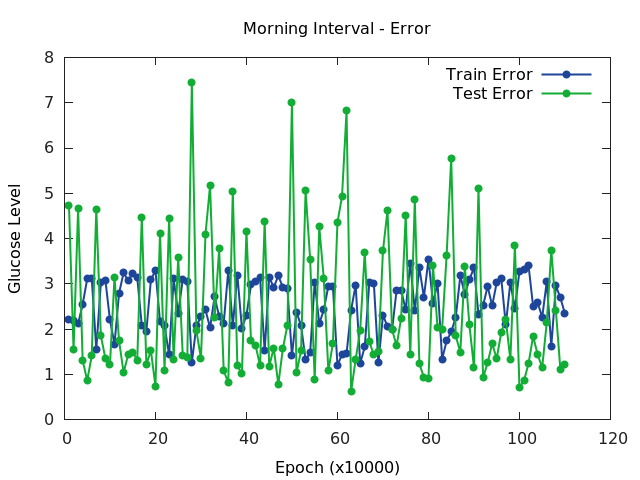 Morning Interval - Error
8
7
6
5
4
3
2
1
0
Glucose Level
Train Error
Test Error
0 20 40 60 80 100 120
Epoch (x10000)